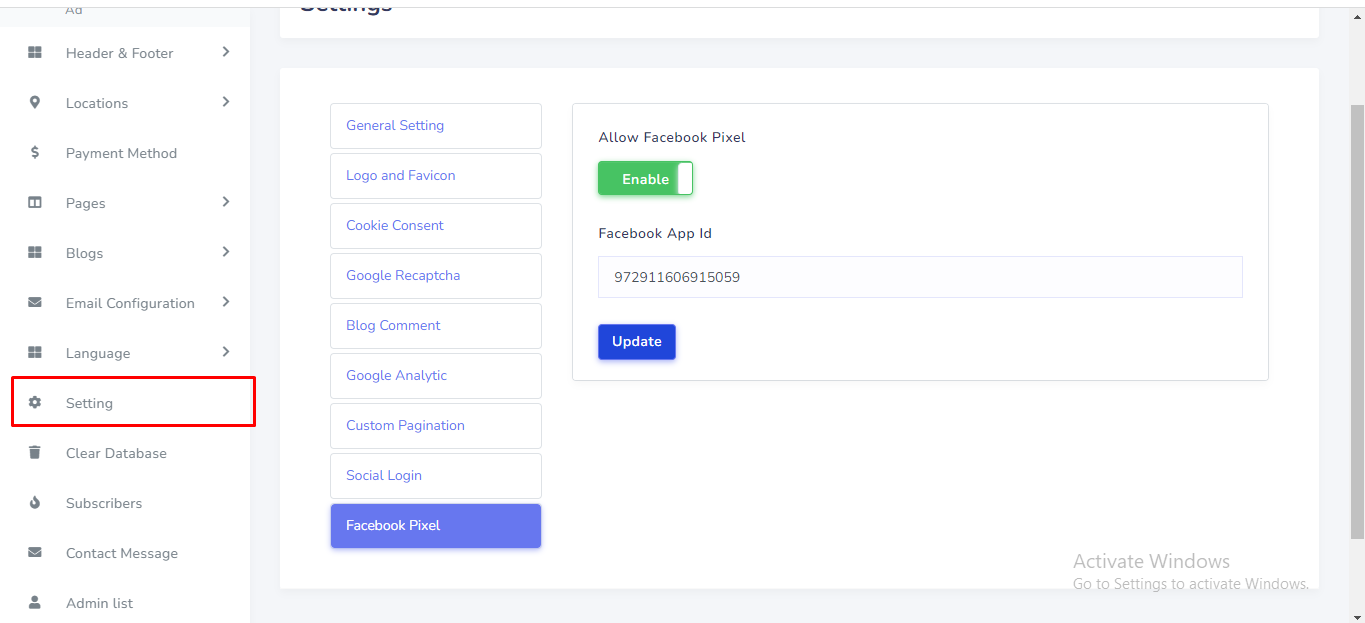 Ad
Settings
Header & Footer
Locations
Payment Method
Pages
Blogs
Email Configuration
Language
Setting
Clear Database
Subscribers
Contact Message
Admin list
General Setting
Logo and Favicon
Cookie Consent
Google Recaptcha
Blog Comment
Google Analytic
Custom Pagination
Social Login
Facebook Pixel
Allow Facebook Pixel
Enable
Facebook App Id
972911606915059
Update
Activate Windows
Go to Settings to activate Windows.